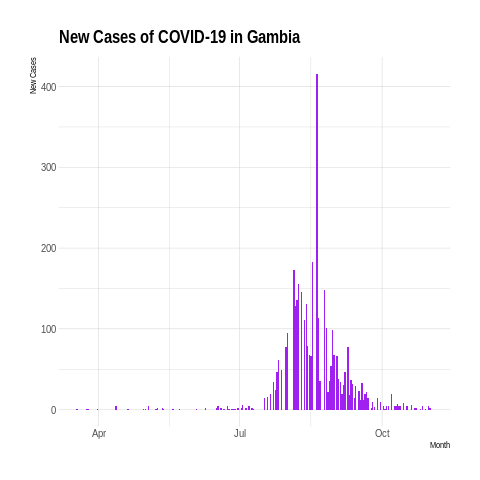 New Cases of COVID-19 in Gambia
New Cases
400
300
200
100
0
Apr
Jul
Oct
Month